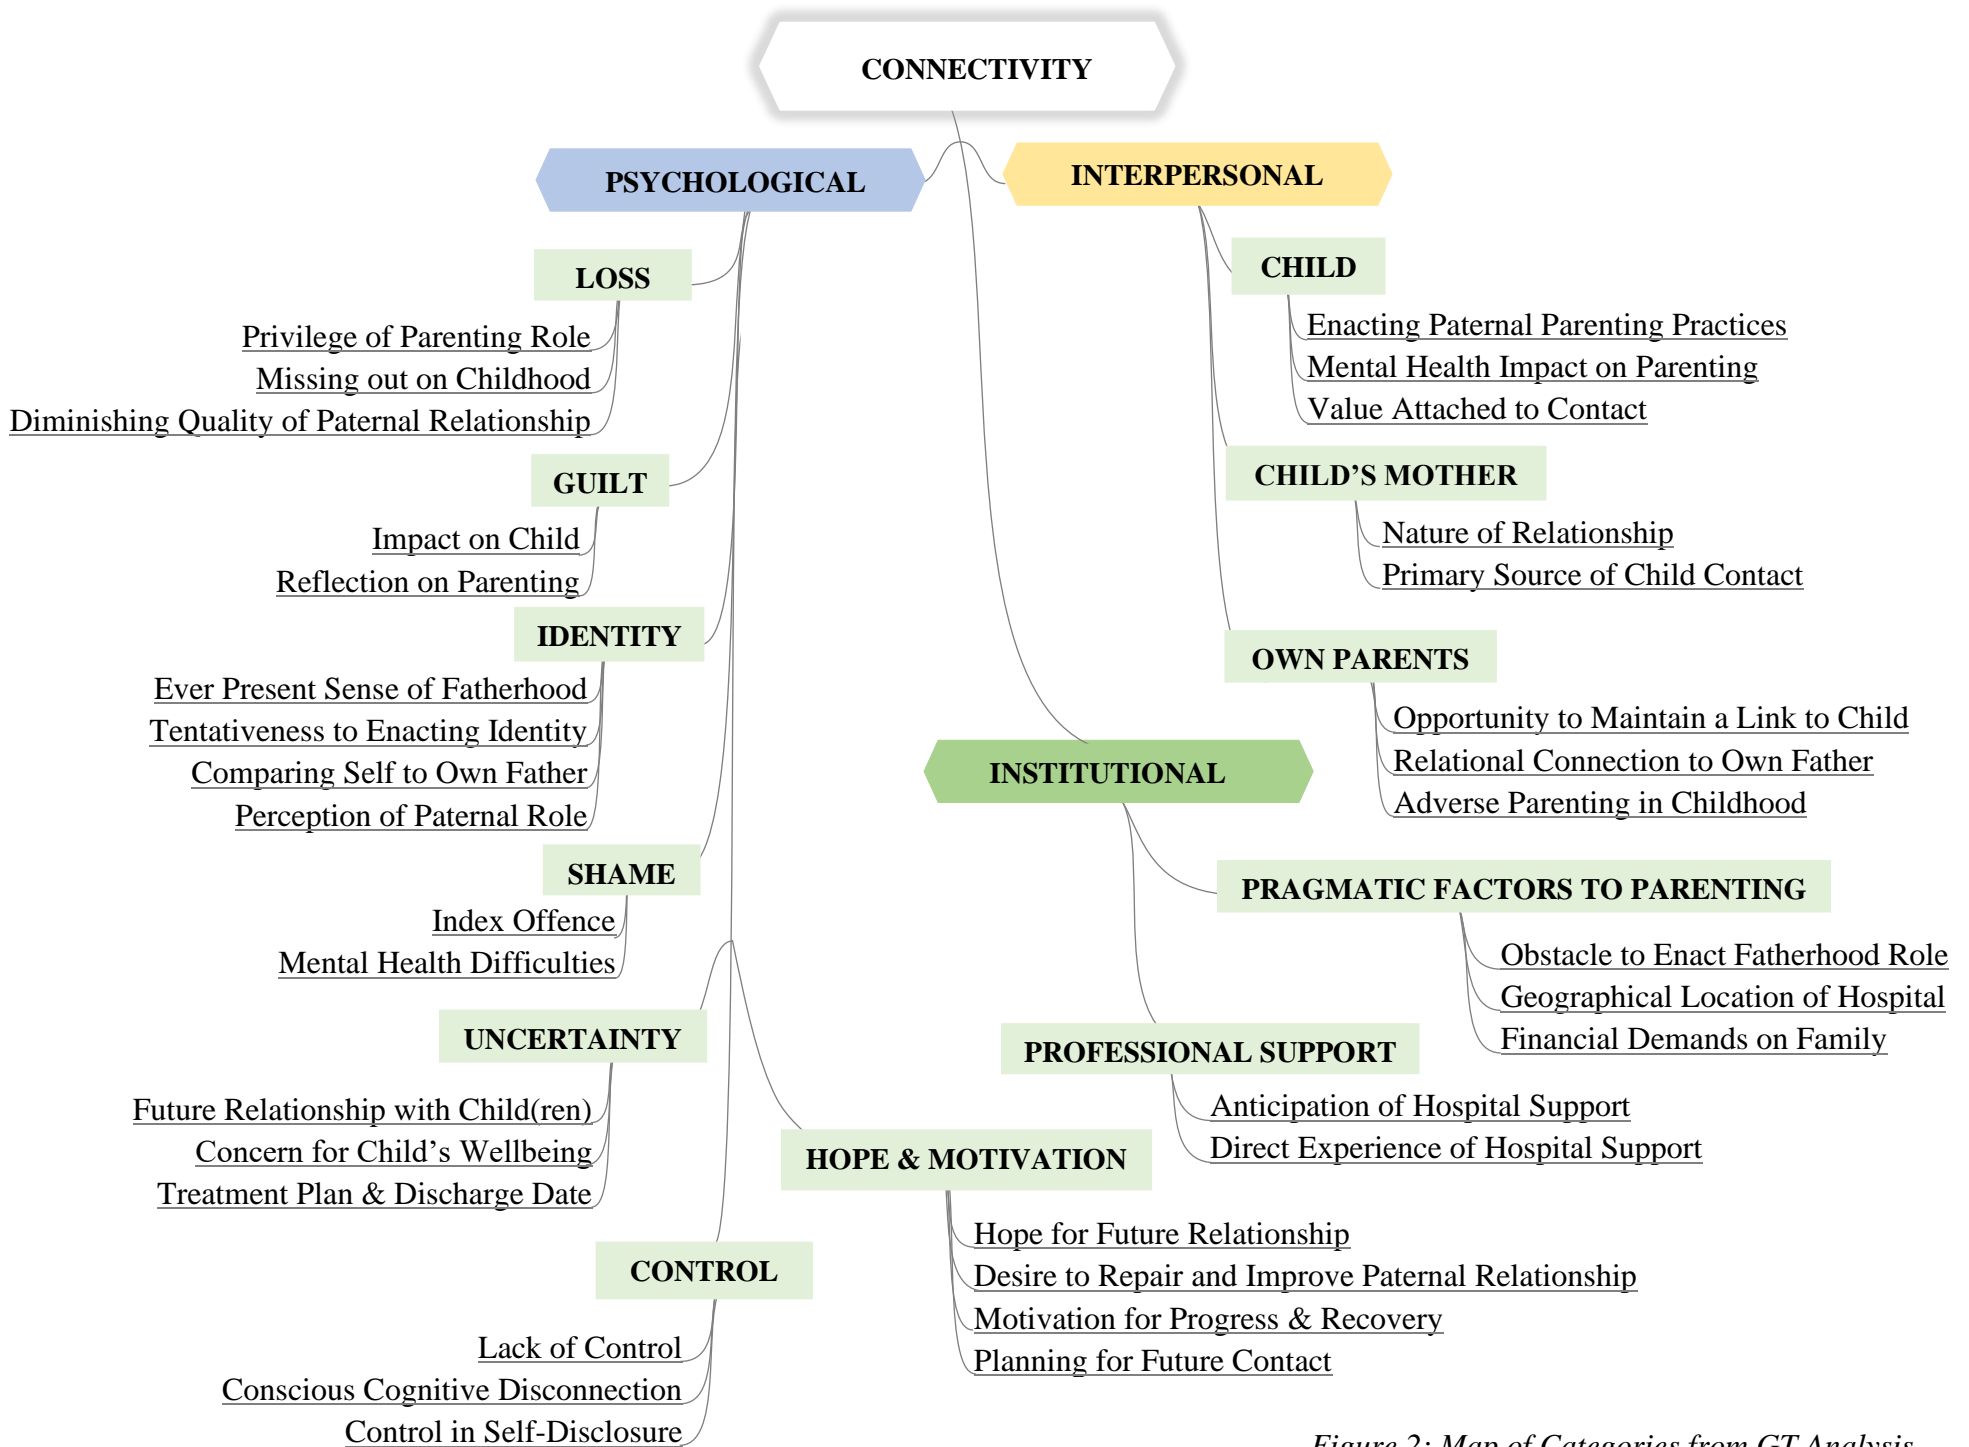 CONNECTIVITY
PSYCHOLOGICAL
LOSS
Privilege of Parenting Role
Missing out on Childhood
Diminishing Quality of Paternal Relationship
GUILT
Impact on Child
Reflection on Parenting
IDENTITY
Ever Present Sense of Fatherhood
Tentativeness to Enacting Identity
Comparing Self to Own Father
Perception of Paternal Role
SHAME
Index Offence
Mental Health Difficulties
UNCERTAINTY
Future Relationship with Child(ren)
Concern for Child’s Wellbeing
Treatment Plan & Discharge Date
CONTROL
Lack of Control
Conscious Cognitive Disconnection
Control in Self-Disclosure
HOPE & MOTIVATION
Hope for Future Relationship
Desire to Repair and Improve Paternal Relationship
Motivation for Progress & Recovery
Planning for Future Contact
INTERPERSONAL
CHILD
Enacting Paternal Parenting Practices
Mental Health Impact on Parenting
Value Attached to Contact
CHILD’S MOTHER
Nature of Relationship
Primary Source of Child Contact
OWN PARENTS
Opportunity to Maintain a Link to Child
Relational Connection to Own Father
Adverse Parenting in Childhood
INSTITUTIONAL
PRAGMATIC FACTORS TO PARENTING
Obstacle to Enact Fatherhood Role
Geographical Location of Hospital
Financial Demands on Family
PROFESSIONAL SUPPORT
Anticipation of Hospital Support
Direct Experience of Hospital Support
Figure 2: Map of Categories from GT Analysis